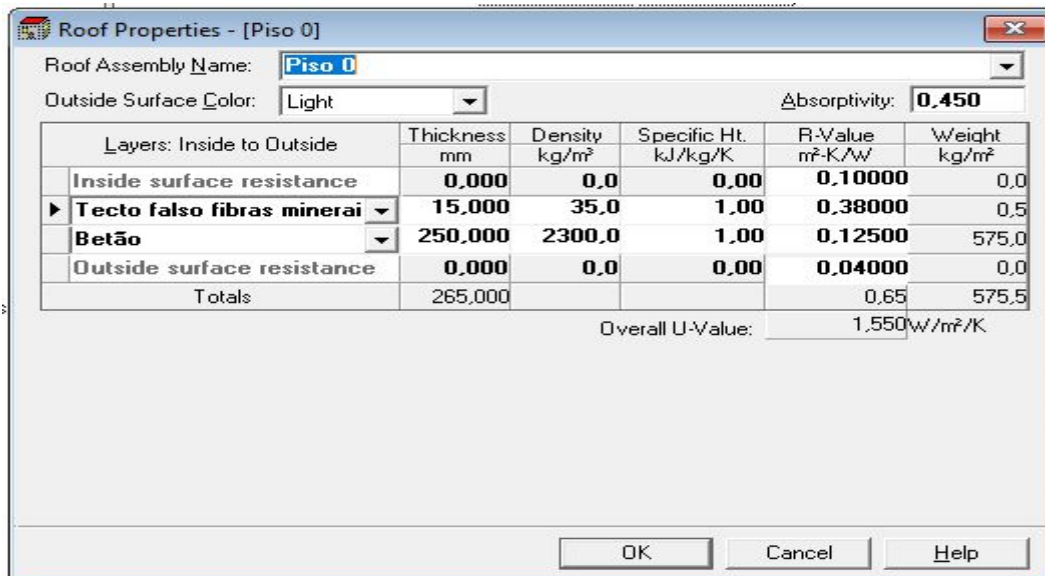 Roof Properties - [Piso 0]
Roof Assembly Name: Piso 0
Outside Surface Color: Light Absorptivity: 0,450
Layers: Inside to Outside Thickness Density Specific Ht. R-Value Weight
mm kg/m³ kJ/kg/K m²-K/W kg/m²
Inside surface resistance 0,000 0,0 0,00 0,10000 0,0
Tecto falso fibras minerai 15,000 35,0 1,00 0,38000 0,5
Betão 250,000 2300,0 1,00 0,12500 575,0
Outside surface resistance 0,000 0,0 0,00 0,04000 0,0
Totals 265,000 0,65 575,5
Overall U-Value: 1,550 W/m²/K
OK Cancel Help